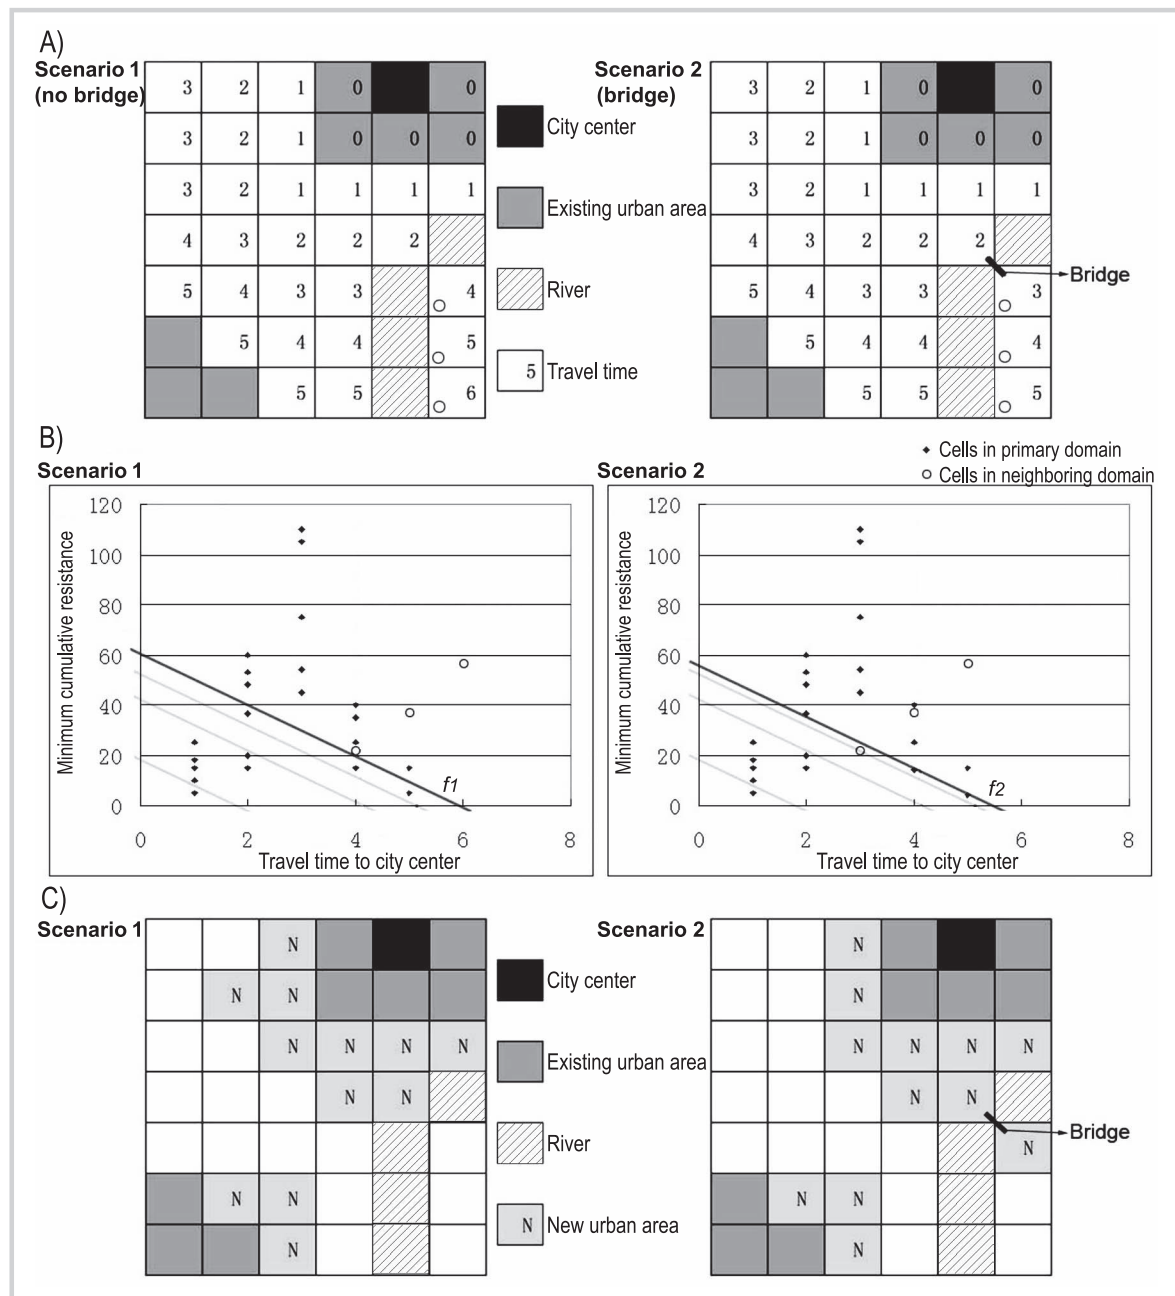 A)
Scenario 1
(no bridge)
3 2 1 0 0
3 2 1 0 0 0
3 2 1 1 1 1
4 3 2 2 2
5 4 3 3 4
5 4 4 5
5 5 6
City center
Existing urban area
River
5 Travel time
Scenario 2
(bridge)
3 2 1 0 0
3 2 1 0 0 0
3 2 1 1 1 1
4 3 2 2 2
5 4 3 3 3
5 4 4 4
5 5 5
Bridge
B)
Scenario 1
Scenario 2
Cells in primary domain
Cells in neighboring domain
Minimum cumulative resistance
120
100
80
60
40
20
0
f1
0 2 4 6 8
Travel time to city center
Minimum cumulative resistance
120
100
80
60
40
20
0
f2
0 2 4 6 8
Travel time to city center
C)
Scenario 1
N
N N
N N N N
N N
N N
N
City center
Existing urban area
River
N New urban area
Scenario 2
N
N
N N N N
N N
N
N N
N
Bridge